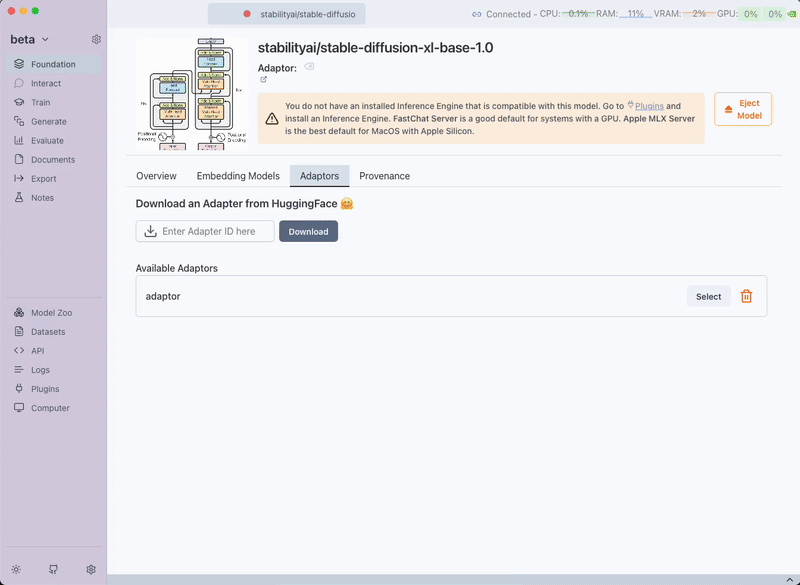 stabilityai/stable-diffusio
Connected - CPU: 0.1% RAM: 11% VRAM: 2% GPU: 0% 0%
beta
Foundation
Interact
Train
Generate
Evaluate
Documents
Export
Notes
Model Zoo
Datasets
API
Logs
Plugins
Computer
stabilityai/stable-diffusion-xl-base-1.0
Adaptor:
You do not have an installed Inference Engine that is compatible with this model. Go to Plugins and
install an Inference Engine. FastChat Server is a good default for systems with a GPU. Apple MLX Server
is the best default for MacOS with Apple Silicon.
Eject
Model
Overview Embedding Models Adaptors Provenance
Download an Adapter from HuggingFace 🤗
Enter Adapter ID here Download
Available Adaptors
adaptor Select